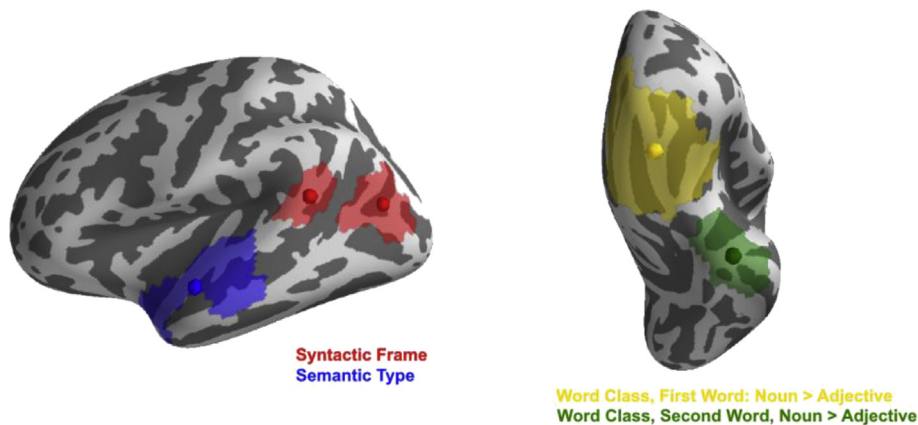 Syntactic Frame
Semantic Type
Word Class, First Word: Noun > Adjective
Word Class, Second Word, Noun > Adjective